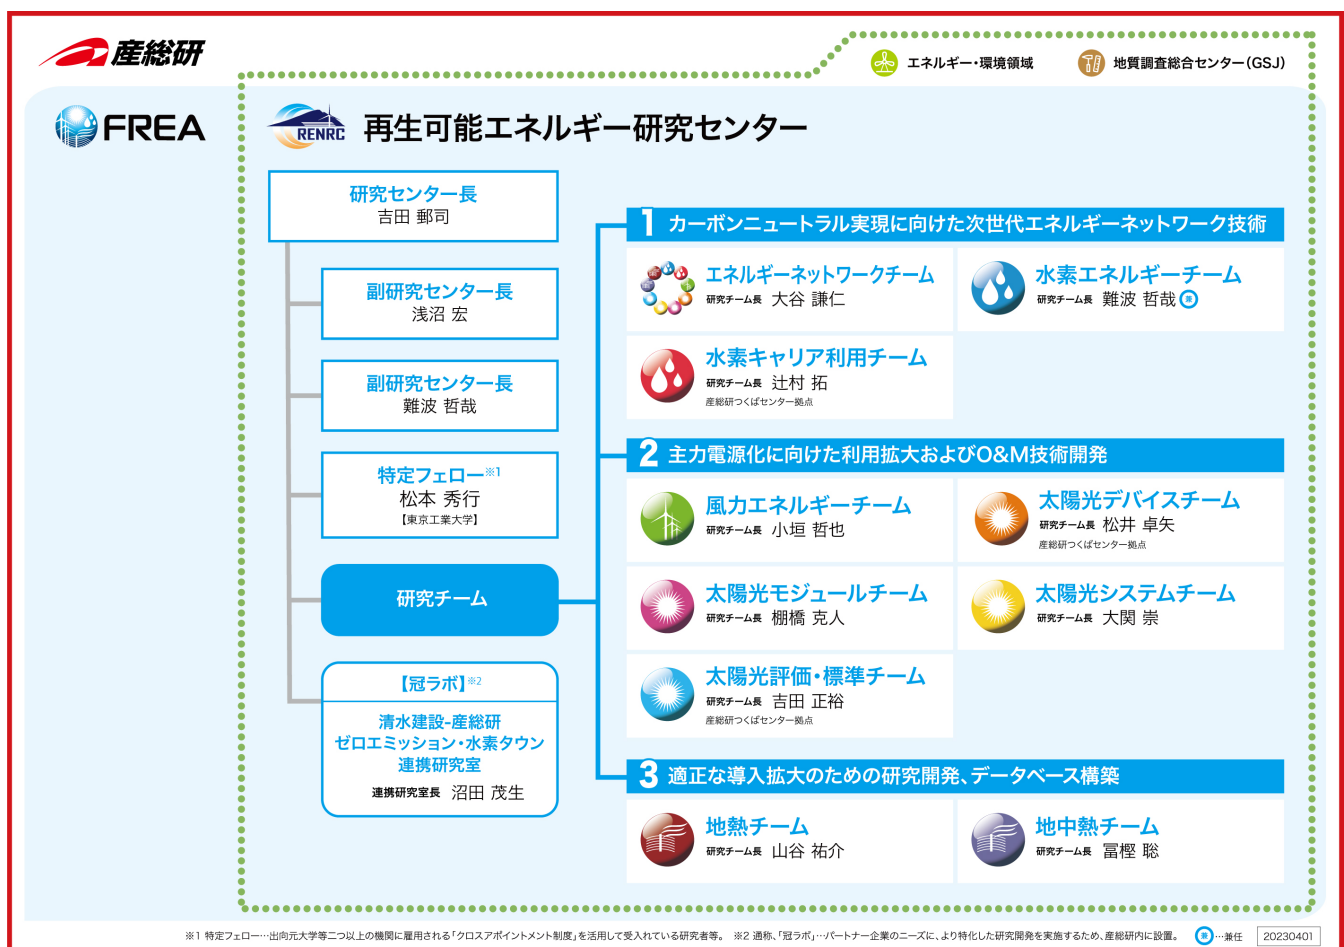 産総研
エネルギー・環境領域
地質調査総合センター(GSJ)
FREA
RENRC
再生可能エネルギー研究センター
研究センター長
吉田 郵司
副研究センター長
浅沼 宏
副研究センター長
難波 哲哉
特定フェロー※1
松本 秀行
【東京工業大学】
研究チーム
【冠ラボ】※2
清水建設-産総研
ゼロエミッション・水素タウン
連携研究室
連携研究室長 沼田 茂生
1 カーボンニュートラル実現に向けた次世代エネルギーネットワーク技術
エネルギーネットワークチーム
研究チーム長 大谷 謙仁
水素エネルギーチーム
研究チーム長 難波 哲哉 兼
水素キャリア利用チーム
研究チーム長 辻村 拓
産総研つくばセンター拠点
2 主力電源化に向けた利用拡大およびO&M技術開発
風力エネルギーチーム
研究チーム長 小垣 哲也
太陽光デバイスチーム
研究チーム長 松井 卓矢
産総研つくばセンター拠点
太陽光モジュールチーム
研究チーム長 棚橋 克人
太陽光システムチーム
研究チーム長 大関 崇
太陽光評価・標準チーム
研究チーム長 吉田 正裕
産総研つくばセンター拠点
3 適正な導入拡大のための研究開発、データベース構築
地熱チーム
研究チーム長 山谷 祐介
地中熱チーム
研究チーム長 冨樫 聡
※1 特定フェロー…出向元大学等二つ以上の機関に雇用される「クロスアポイントメント制度」を活用して受入れている研究者等。 ※2 通称、「冠ラボ」…パートナー企業のニーズに、より特化した研究開発を実施するため、産総研内に設置。 兼…兼任 20230401